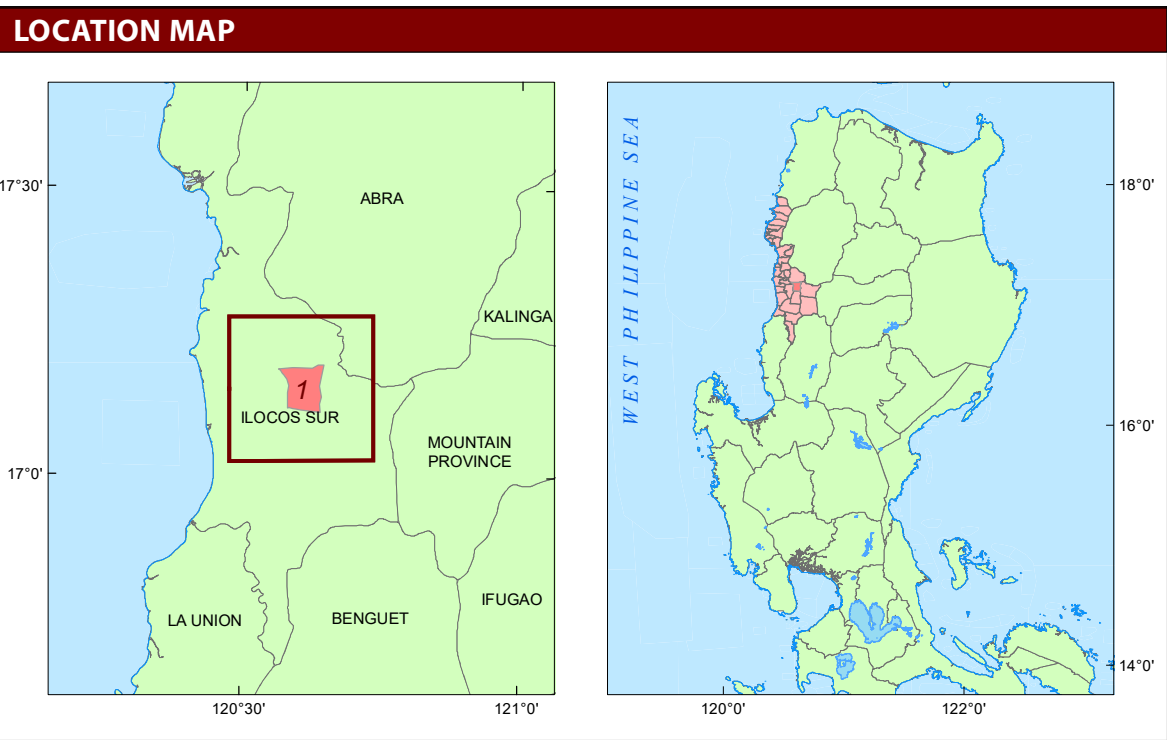 LOCATION MAP
17°30'
17°0'
120°30'
121°0'
ABRA
KALINGA
1
ILOCOS SUR
MOUNTAIN
PROVINCE
IFUGAO
LA UNION
BENGUET
WEST PHILIPPINE SEA
18°0'
16°0'
14°0'
120°0'
122°0'